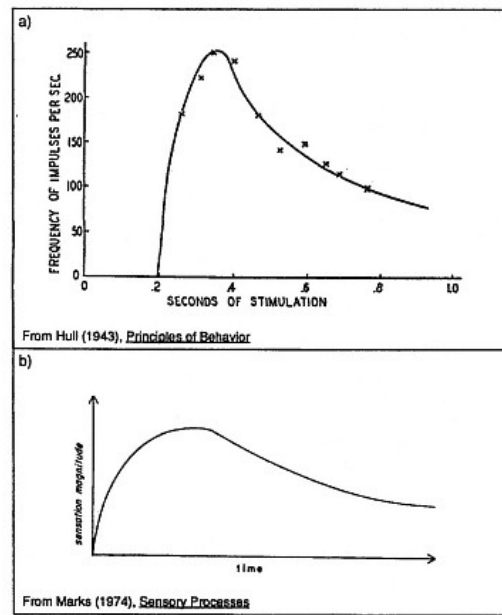 a)
FREQUENCY OF IMPULSES PER SEC.
250
200
150
100
50
0
0 .2 .4 .6 .8 1.0
SECONDS OF STIMULATION
From Hull (1943), Principles of Behavior
b)
sensation magnitude
time
From Marks (1974), Sensory Processes